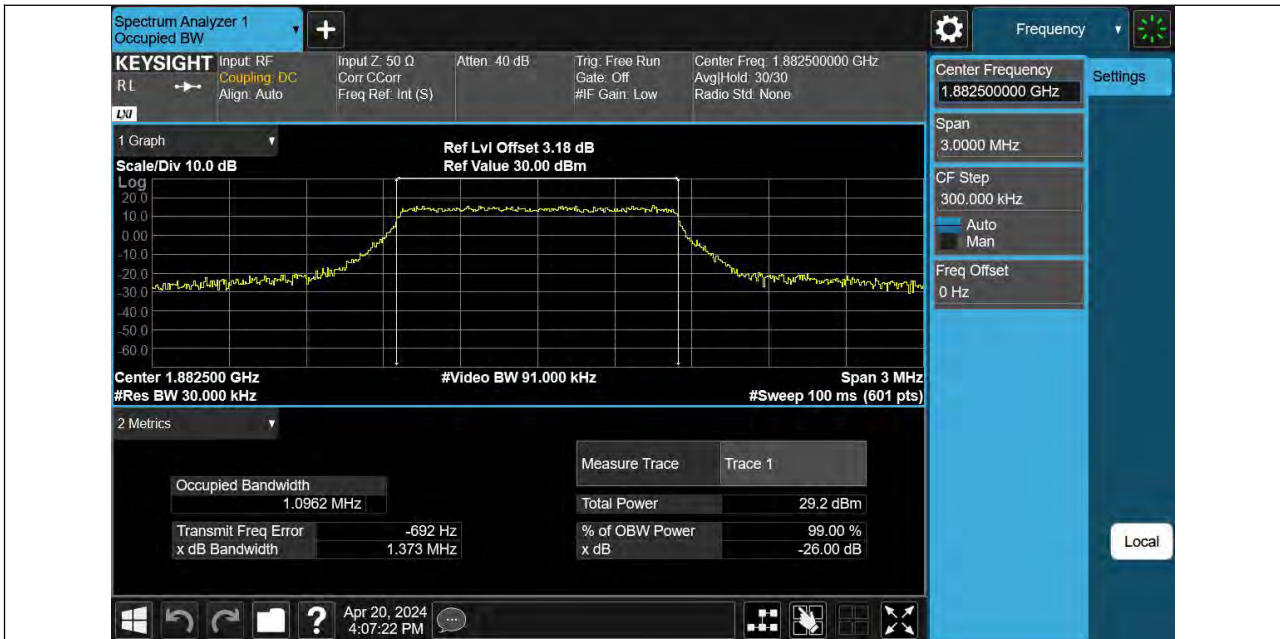 Spectrum Analyzer 1
Occupied BW
+
Frequency
KEYSIGHT
RL
LXI
Input: RF
Coupling: DC
Align: Auto
Input Z: 50 Ω
Corr CCorr
Freq Ref: Int (S)
Atten: 40 dB
Trig: Free Run
Gate: Off
#IF Gain: Low
Center Freq: 1.882500000 GHz
Avg|Hold: 30/30
Radio Std: None
Center Frequency
1.882500000 GHz
Settings
Span
3.0000 MHz
CF Step
300.000 kHz
Auto
Man
Freq Offset
0 Hz
1 Graph
Scale/Div 10.0 dB
Ref Lvl Offset 3.18 dB
Ref Value 30.00 dBm
Log
20.0
10.0
0.00
-10.0
-20.0
-30.0
-40.0
-50.0
-60.0
Center 1.882500 GHz
#Video BW 91.000 kHz
Span 3 MHz
#Res BW 30.000 kHz
#Sweep 100 ms (601 pts)
2 Metrics
Measure Trace Trace 1
Occupied Bandwidth
1.0962 MHz
Total Power 29.2 dBm
Transmit Freq Error -692 Hz
% of OBW Power 99.00 %
x dB Bandwidth 1.373 MHz
x dB -26.00 dB
Local
?
Apr 20, 2024
4:07:22 PM